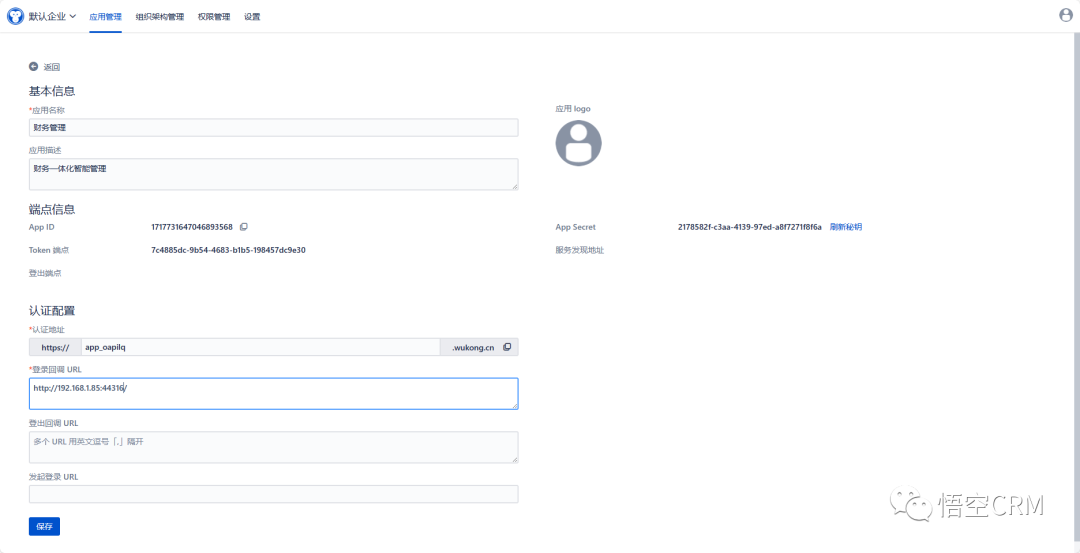 默认企业 应用管理 组织架构管理 权限管理 设置
返回
基本信息
*应用名称
财务管理
应用描述
财务一体化智能管理
应用 logo
端点信息
App ID 1717731647046893568
App Secret 2178582f-c3aa-4139-97ed-a8f7271f8f6a 刷新秘钥
Token 端点 7c4885dc-9b54-4683-b1b5-198457dc9e30
服务发现地址
登出端点
认证配置
*认证地址
https:// app_oapilq .wukong.cn
*登录回调 URL
http://192.168.1.85:44316/
登出回调 URL
多个 URL 用英文逗号「,」隔开
发起登录 URL
保存
悟空CRM